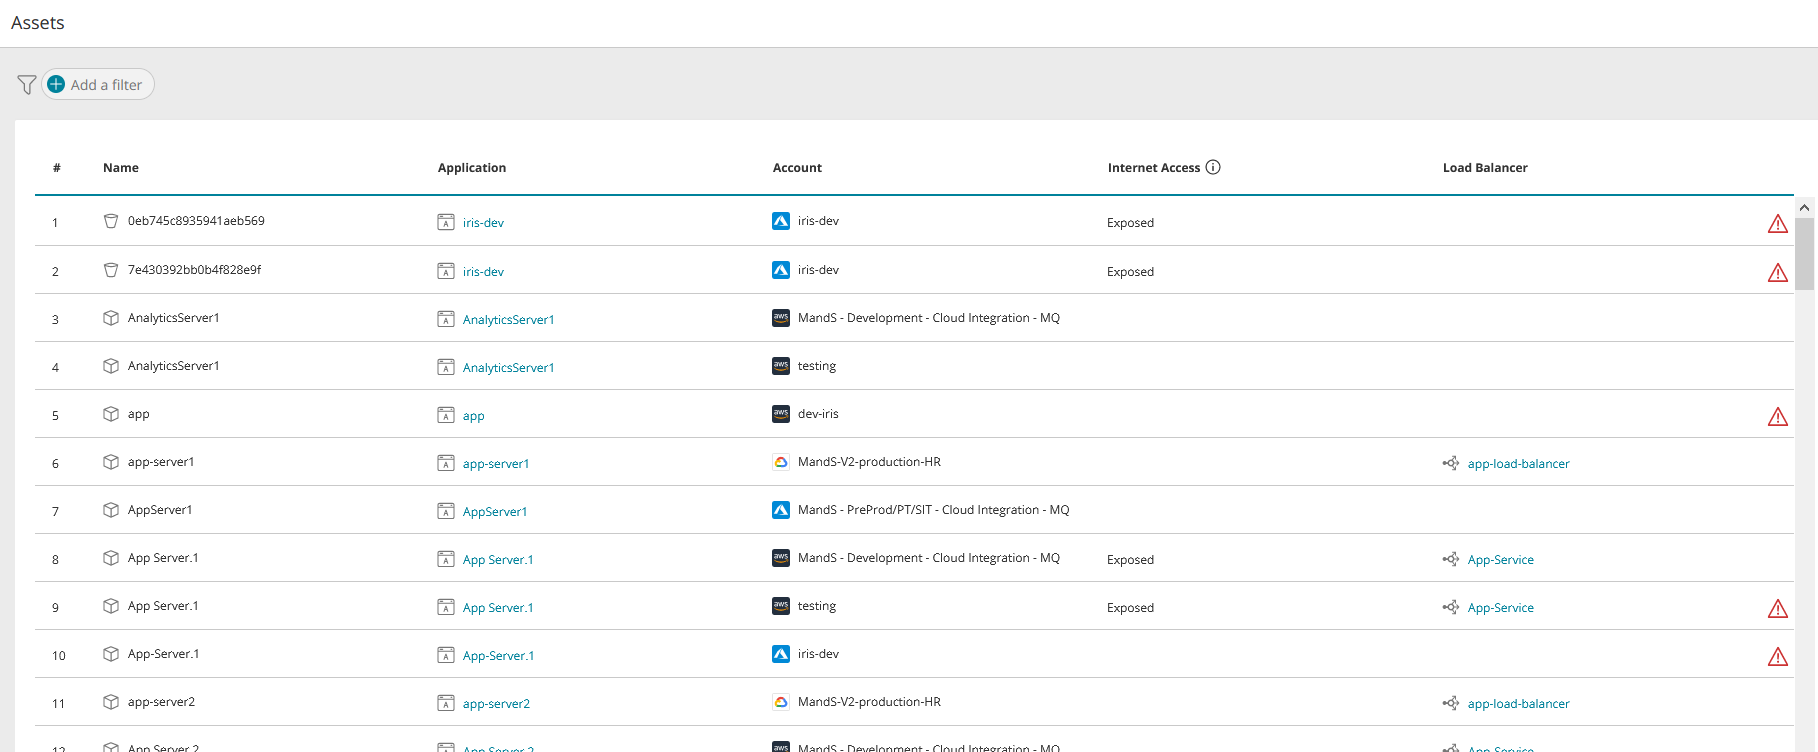 Assets
Add a filter
# Name Application Account Internet Access Load Balancer
1 0eb745c8935941aeb569 iris-dev iris-dev Exposed
2 7e430392bb0b4f828e9f iris-dev iris-dev Exposed
3 AnalyticsServer1 AnalyticsServer1 aws MandS - Development - Cloud Integration - MQ
4 AnalyticsServer1 AnalyticsServer1 aws testing
5 app app aws dev-iris
6 app-server1 app-server1 MandS-V2-production-HR app-load-balancer
7 AppServer1 AppServer1 MandS - PreProd/PT/SIT - Cloud Integration - MQ
8 App Server.1 App Server.1 aws MandS - Development - Cloud Integration - MQ Exposed App-Service
9 App Server.1 App Server.1 aws testing Exposed App-Service
10 App-Server.1 App-Server.1 iris-dev
11 app-server2 app-server2 MandS-V2-production-HR app-load-balancer
12 App Server.2 App Server.2 aws MandS - Development - Cloud Integration - MQ App-Service